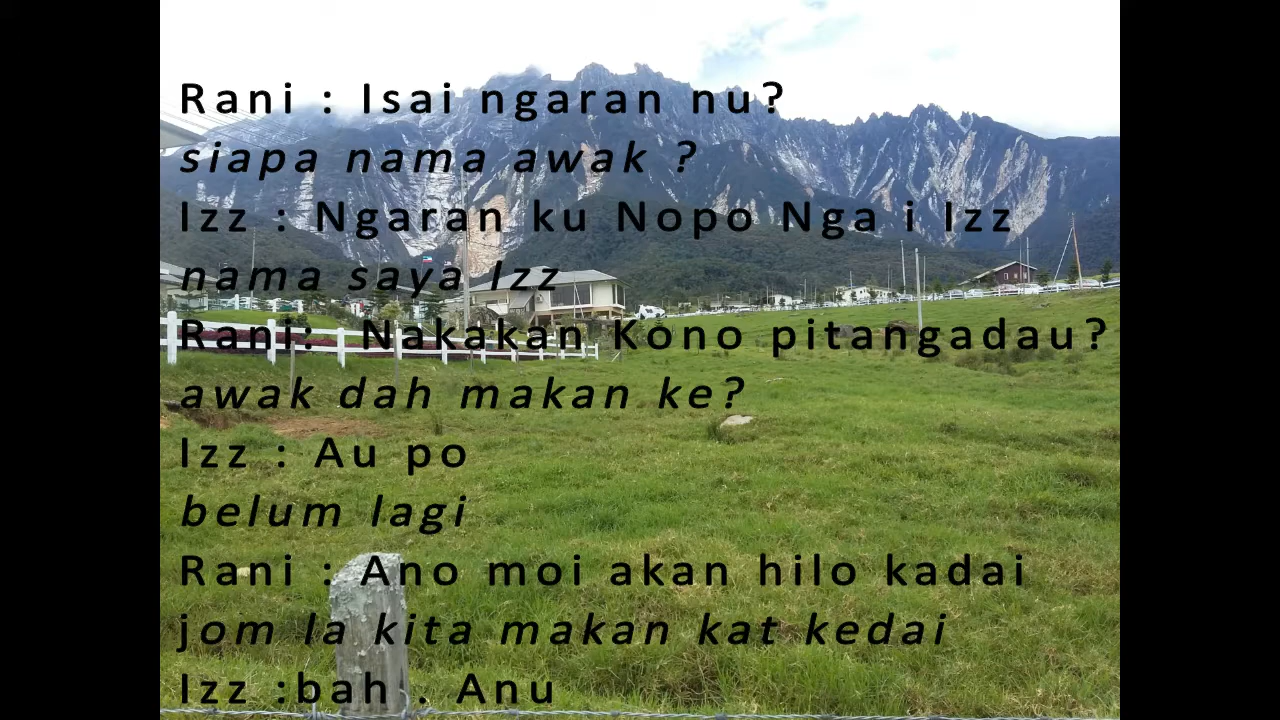 Rani : Isai ngaran nu?
siapa nama awak ?
Izz : Ngaran ku Nopo Nga i Izz
nama saya Izz
Rani: Nakakan Kono pitangadau?
awak dah makan ke?
Izz : Au po
belum lagi
Rani : Ano moi akan hilo kadai
jom la kita makan kat kedai
Izz :bah . Anu